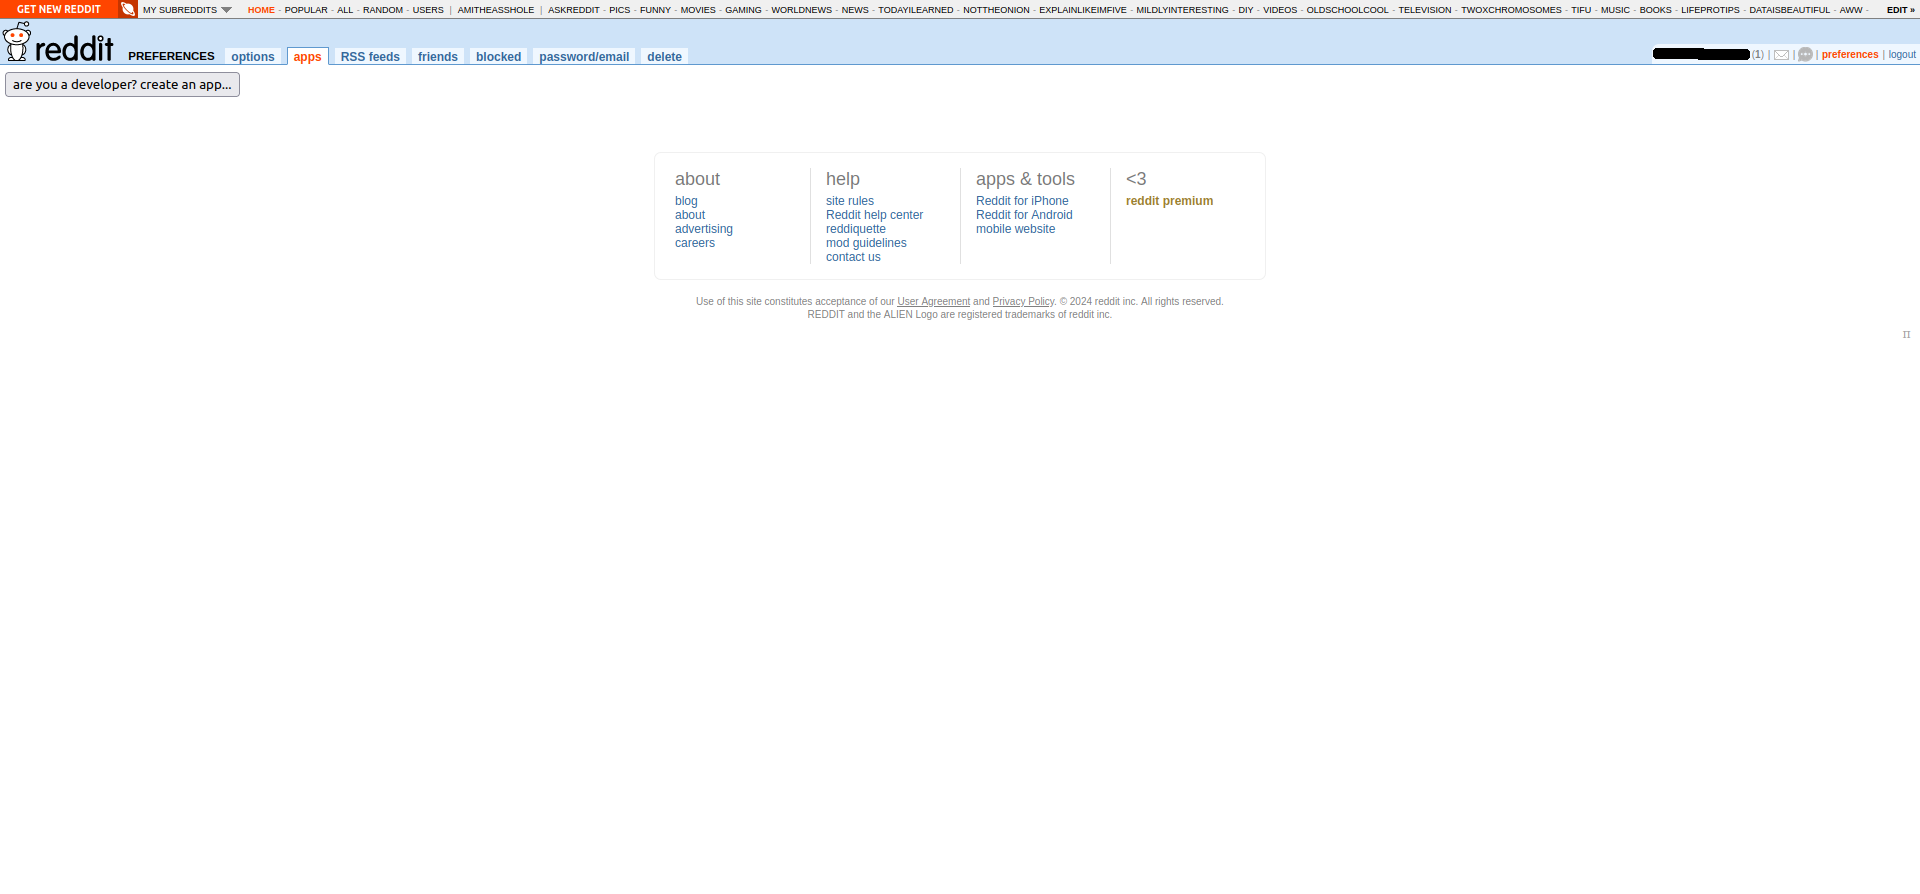 GET NEW REDDIT MY SUBREDDITS HOME - POPULAR - ALL - RANDOM - USERS | AMITHEASSHOLE | ASKREDDIT - PICS - FUNNY - MOVIES - GAMING - WORLDNEWS - NEWS - TODAYILEARNED - NOTTHEONION - EXPLAINLIKEIMFIVE - MILDLYINTERESTING - DIY - VIDEOS - OLDSCHOOLCOOL - TELEVISION - TWOXCHROMOSOMES - TIFU - MUSIC - BOOKS - LIFEPROTIPS - DATAISBEAUTIFUL - AWW - EDIT »
reddit PREFERENCES options apps RSS feeds friends blocked password/email delete (1) | | | preferences | logout
are you a developer? create an app...
about
blog
about
advertising
careers
help
site rules
Reddit help center
reddiquette
mod guidelines
contact us
apps & tools
Reddit for iPhone
Reddit for Android
mobile website
<3
reddit premium
Use of this site constitutes acceptance of our User Agreement and Privacy Policy. © 2024 reddit inc. All rights reserved.
REDDIT and the ALIEN Logo are registered trademarks of reddit inc.
π